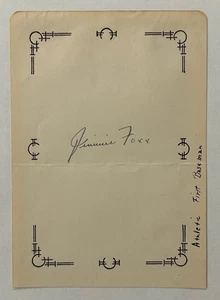 Jimmie Foxx
Athletic First Baseman